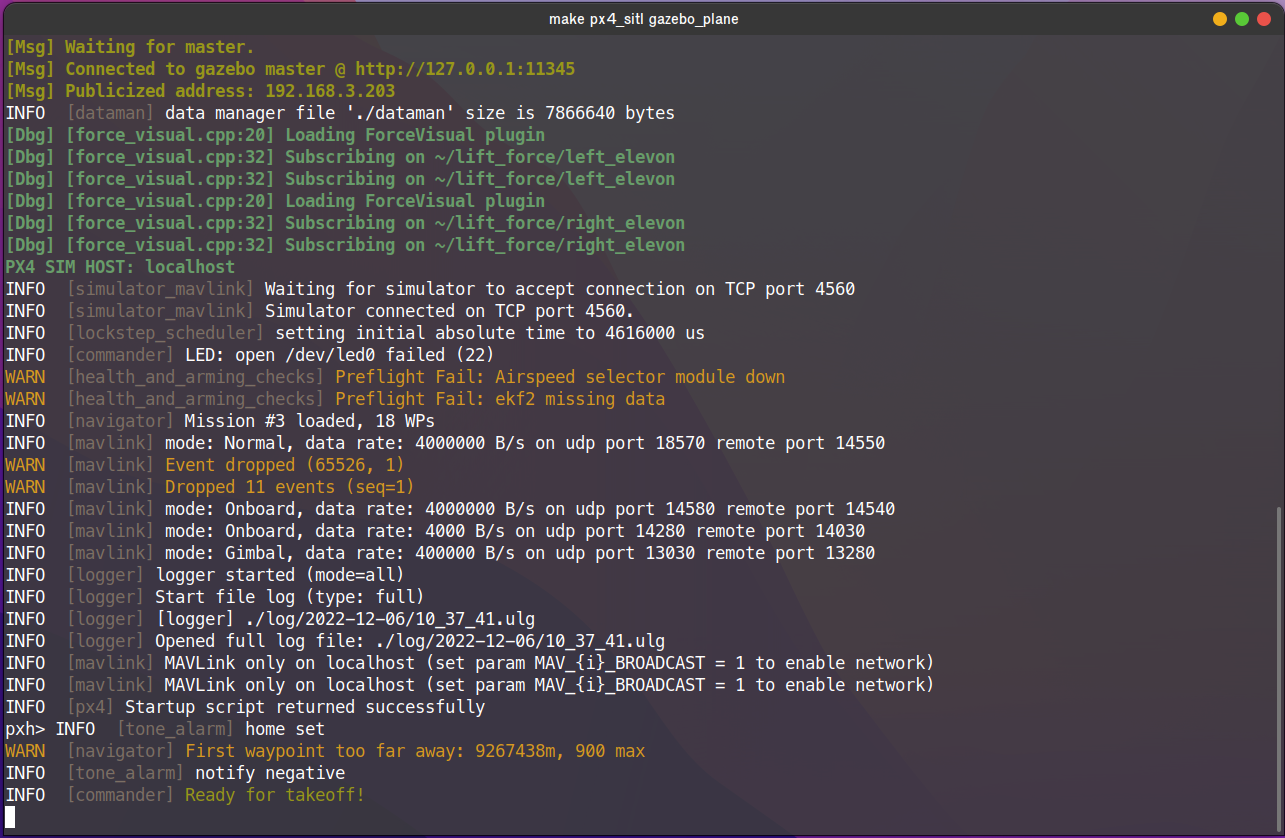 make px4_sitl gazebo_plane
[Msg] Waiting for master.
[Msg] Connected to gazebo master @ http://127.0.0.1:11345
[Msg] Publicized address: 192.168.3.203
INFO  [dataman] data manager file './dataman' size is 7866640 bytes
[Dbg] [force_visual.cpp:20] Loading ForceVisual plugin
[Dbg] [force_visual.cpp:32] Subscribing on ~/lift_force/left_elevon
[Dbg] [force_visual.cpp:32] Subscribing on ~/lift_force/left_elevon
[Dbg] [force_visual.cpp:20] Loading ForceVisual plugin
[Dbg] [force_visual.cpp:32] Subscribing on ~/lift_force/right_elevon
[Dbg] [force_visual.cpp:32] Subscribing on ~/lift_force/right_elevon
PX4 SIM HOST: localhost
INFO  [simulator_mavlink] Waiting for simulator to accept connection on TCP port 4560
INFO  [simulator_mavlink] Simulator connected on TCP port 4560.
INFO  [lockstep_scheduler] setting initial absolute time to 4616000 us
INFO  [commander] LED: open /dev/led0 failed (22)
WARN  [health_and_arming_checks] Preflight Fail: Airspeed selector module down
WARN  [health_and_arming_checks] Preflight Fail: ekf2 missing data
INFO  [navigator] Mission #3 loaded, 18 WPs
INFO  [mavlink] mode: Normal, data rate: 4000000 B/s on udp port 18570 remote port 14550
WARN  [mavlink] Event dropped (65526, 1)
WARN  [mavlink] Dropped 11 events (seq=1)
INFO  [mavlink] mode: Onboard, data rate: 4000000 B/s on udp port 14580 remote port 14540
INFO  [mavlink] mode: Onboard, data rate: 4000 B/s on udp port 14280 remote port 14030
INFO  [mavlink] mode: Gimbal, data rate: 400000 B/s on udp port 13030 remote port 13280
INFO  [logger] logger started (mode=all)
INFO  [logger] Start file log (type: full)
INFO  [logger] [logger] ./log/2022-12-06/10_37_41.ulg
INFO  [logger] Opened full log file: ./log/2022-12-06/10_37_41.ulg
INFO  [mavlink] MAVLink only on localhost (set param MAV_{i}_BROADCAST = 1 to enable network)
INFO  [mavlink] MAVLink only on localhost (set param MAV_{i}_BROADCAST = 1 to enable network)
INFO  [px4] Startup script returned successfully
pxh> INFO  [tone_alarm] home set
WARN  [navigator] First waypoint too far away: 9267438m, 900 max
INFO  [tone_alarm] notify negative
INFO  [commander] Ready for takeoff!